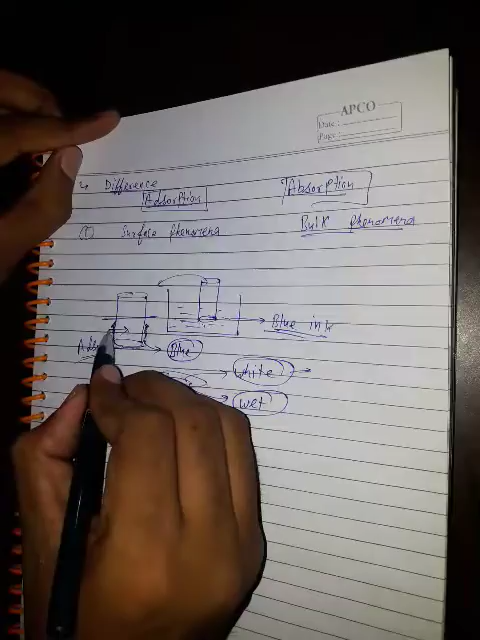 APCO
Date :
Page :
Difference
Adsorption
Absorption
(1) Surface phenomena
Bulk phenomena
Blue ink
Blue
White
wet